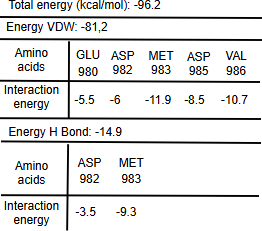 Total energy (kcal/mol): -96.2
Energy VDW: -81,2
Amino acids GLU 980 ASP 982 MET 983 ASP 985 VAL 986
Interaction energy -5.5 -6 -11.9 -8.5 -10.7
Energy H Bond: -14.9
Amino acids ASP 982 MET 983
Interaction energy -3.5 -9.3